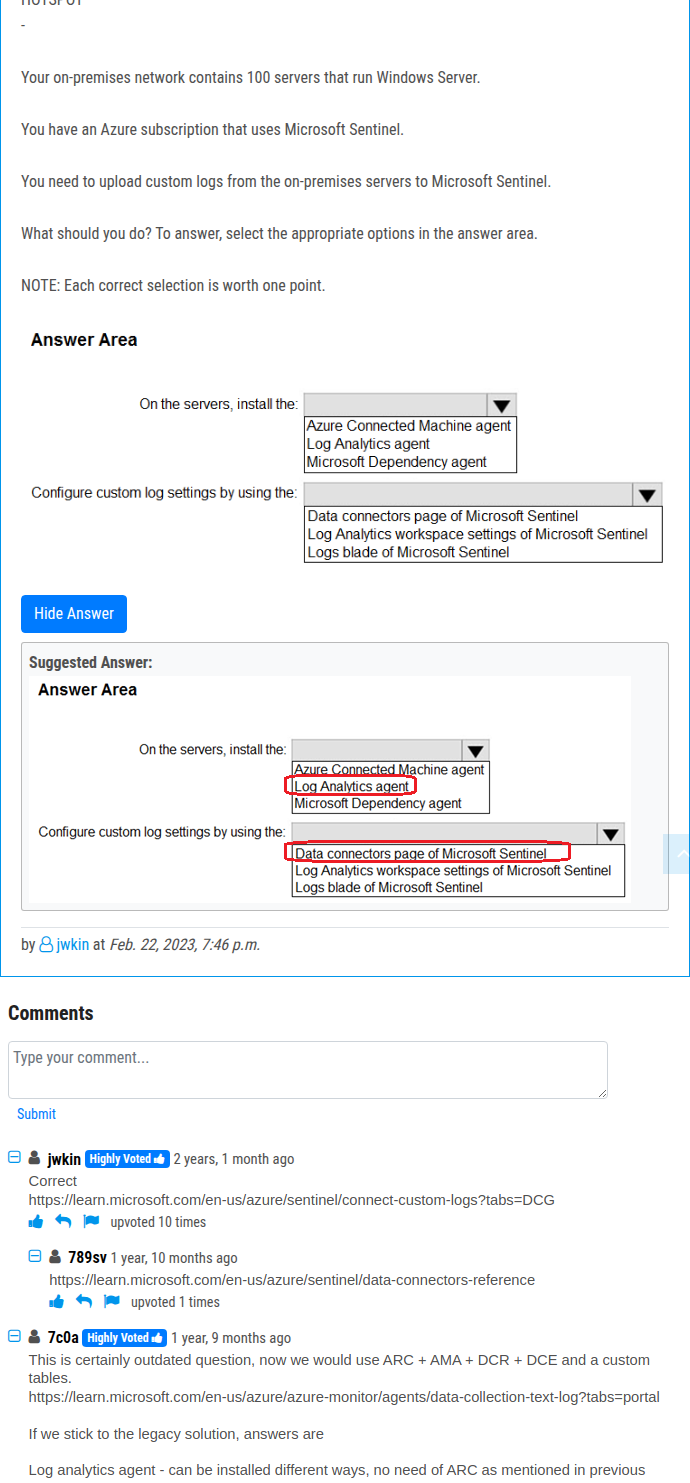 HOTSPOT
-
Your on-premises network contains 100 servers that run Windows Server.
You have an Azure subscription that uses Microsoft Sentinel.
You need to upload custom logs from the on-premises servers to Microsoft Sentinel.
What should you do? To answer, select the appropriate options in the answer area.
NOTE: Each correct selection is worth one point.
Answer Area
On the servers, install the:
Azure Connected Machine agent
Log Analytics agent
Microsoft Dependency agent
Configure custom log settings by using the:
Data connectors page of Microsoft Sentinel
Log Analytics workspace settings of Microsoft Sentinel
Logs blade of Microsoft Sentinel
Hide Answer
Suggested Answer:
Answer Area
On the servers, install the:
Azure Connected Machine agent
Log Analytics agent
Microsoft Dependency agent
Configure custom log settings by using the:
Data connectors page of Microsoft Sentinel
Log Analytics workspace settings of Microsoft Sentinel
Logs blade of Microsoft Sentinel
by jwkin at Feb. 22, 2023, 7:46 p.m.
Comments
Type your comment...
Submit
jwkin Highly Voted 2 years, 1 month ago
Correct
https://learn.microsoft.com/en-us/azure/sentinel/connect-custom-logs?tabs=DCG
upvoted 10 times
789sv 1 year, 10 months ago
https://learn.microsoft.com/en-us/azure/sentinel/data-connectors-reference
upvoted 1 times
7c0a Highly Voted 1 year, 9 months ago
This is certainly outdated question, now we would use ARC + AMA + DCR + DCE and a custom
tables.
https://learn.microsoft.com/en-us/azure/azure-monitor/agents/data-collection-text-log?tabs=portal
If we stick to the legacy solution, answers are
Log analytics agent - can be installed different ways, no need of ARC as mentioned in previous